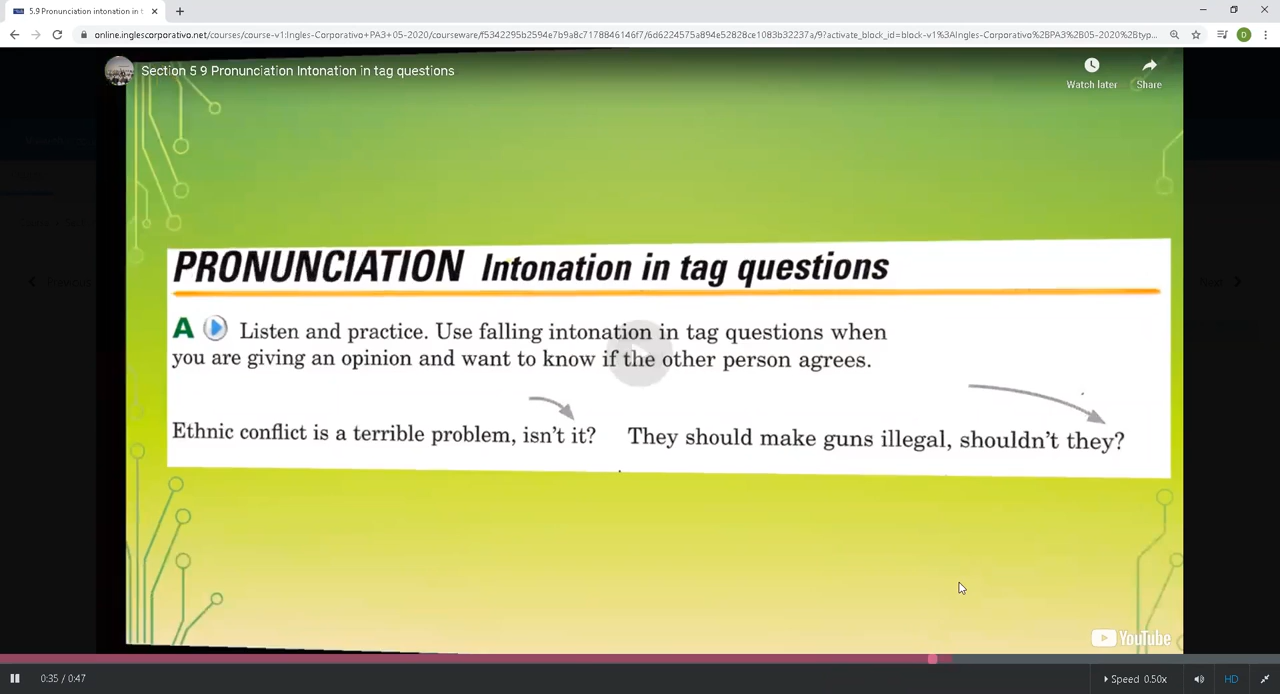 5.9 Pronunciation intonation in t
online.inglescorporativo.net/courses/course-v1:Ingles-Corporativo+PA3+05-2020/courseware/f5342295b2594e7b9a8c7178846146f7/6d6224575a894e52828ce1083b32237a/9?activate_block_id=block-v1%3AIngles-Corporativo%2BPA3%2B05-2020%2Btyp...
D
Section 5 9 Pronunciation Intonation in tag questions
Watch later
Share
PRONUNCIATION Intonation in tag questions
A Listen and practice. Use falling intonation in tag questions when
you are giving an opinion and want to know if the other person agrees.
Ethnic conflict is a terrible problem, isn't it? They should make guns illegal, shouldn't they?
Previous
Next
YouTube
0:35 / 0:47
Speed 0.50x
HD